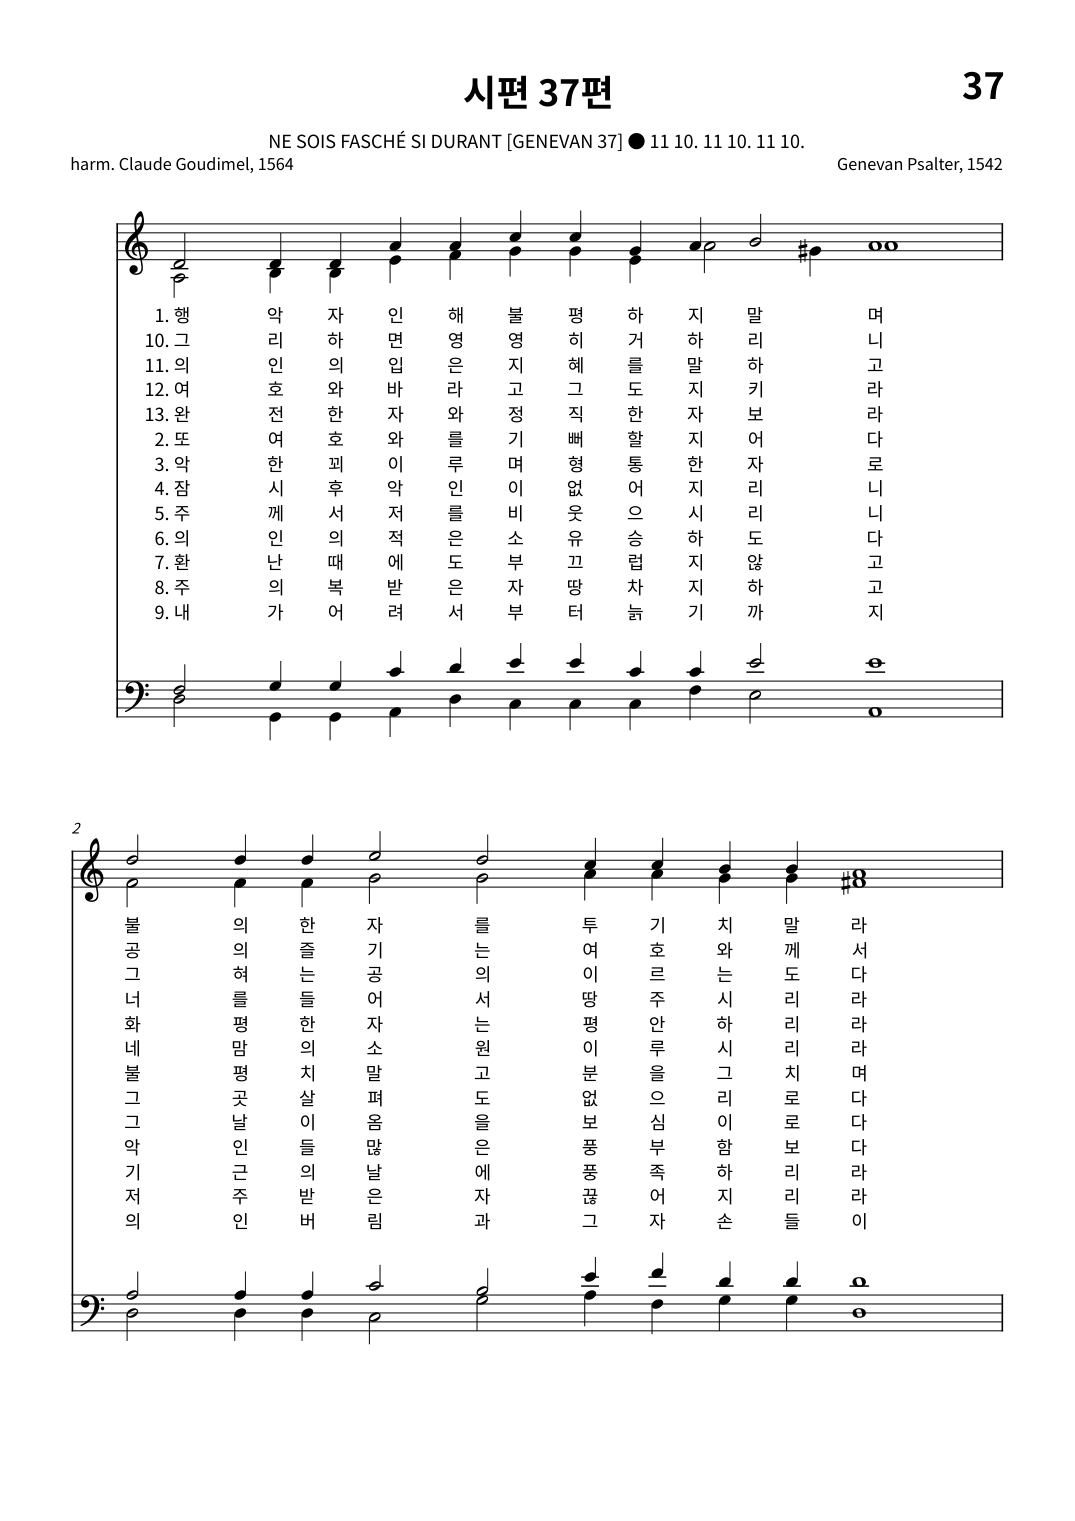 시편 37편
37
NE SOIS FASCHÉ SI DURANT [GENEVAN 37] ● 11 10. 11 10. 11 10.
harm. Claude Goudimel, 1564
Genevan Psalter, 1542
1. 행 악 자 인 해 불 평 하 지 말 며
10. 그 리 하 면 영 영 히 거 하 리 니
11. 의 인 의 입 은 지 혜 를 말 하 고
12. 여 호 와 바 라 고 그 도 지 키 라
13. 완 전 한 자 와 정 직 한 자 보 라
2. 또 여 호 와 를 기 뻐 할 지 어 다
3. 악 한 꾀 이 루 며 형 통 한 자 로
4. 잠 시 후 악 인 이 없 어 지 리 니
5. 주 께 서 저 를 비 웃 으 시 리 니
6. 의 인 의 적 은 소 유 승 하 도 다
7. 환 난 때 에 도 부 끄 럽 지 않 고
8. 주 의 복 받 은 자 땅 차 지 하 고
9. 내 가 어 려 서 부 터 늙 기 까 지
2
불 의 한 자 를 투 기 치 말 라
공 의 즐 기 는 여 호 와 께 서
그 혀 는 공 의 이 르 는 도 다
너 를 들 어 서 땅 주 시 리 라
화 평 한 자 는 평 안 하 리 라
네 맘 의 소 원 이 루 시 리 라
불 평 치 말 고 분 을 그 치 며
그 곳 살 펴 도 없 으 리 로 다
그 날 이 옴 을 보 심 이 로 다
악 인 들 많 은 풍 부 함 보 다
기 근 의 날 에 풍 족 하 리 라
저 주 받 은 자 끊 어 지 리 라
의 인 버 림 과 그 자 손 들 이